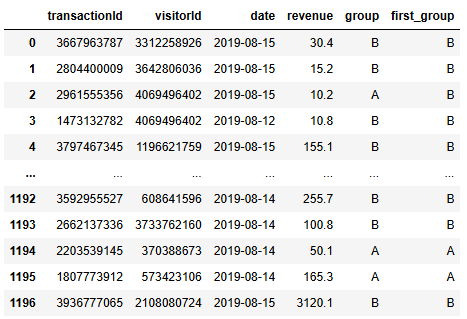 transactionId visitorId date revenue group first_group
0 3667963787 3312258926 2019-08-15 30.4 B B
1 2804400009 3642806036 2019-08-15 15.2 B B
2 2961555356 4069496402 2019-08-15 10.2 A B
3 1473132782 4069496402 2019-08-12 10.8 B B
4 3797467345 1196621759 2019-08-15 155.1 B B
... ... ... ... ... ... ...
1192 3592955527 608641596 2019-08-14 255.7 B B
1193 2662137336 3733762160 2019-08-14 100.8 B B
1194 2203539145 370388673 2019-08-14 50.1 A A
1195 1807773912 573423106 2019-08-14 165.3 A A
1196 3936777065 2108080724 2019-08-15 3120.1 B B